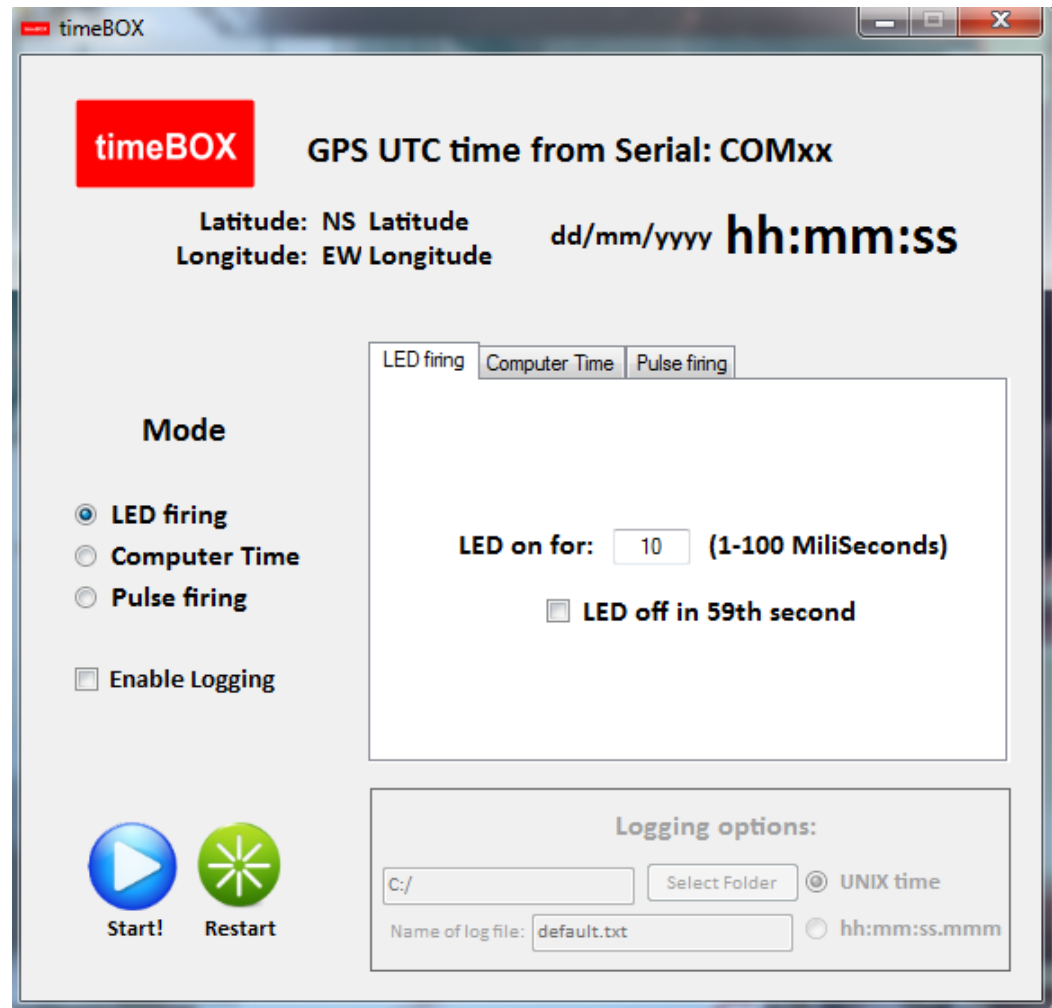 timeBOX
timeBOX
GPS UTC time from Serial: COMxx
Latitude: NS Latitude
Longitude: EW Longitude
dd/mm/yyyy hh:mm:ss
LED firing
Computer Time
Pulse firing
Mode
LED firing
Computer Time
Pulse firing
Enable Logging
LED on for: 10 (1-100 MiliSeconds)
LED off in 59th second
Start!
Restart
Logging options:
C:/
Select Folder
UNIX time
Name of log file: default.txt
hh:mm:ss.mmm